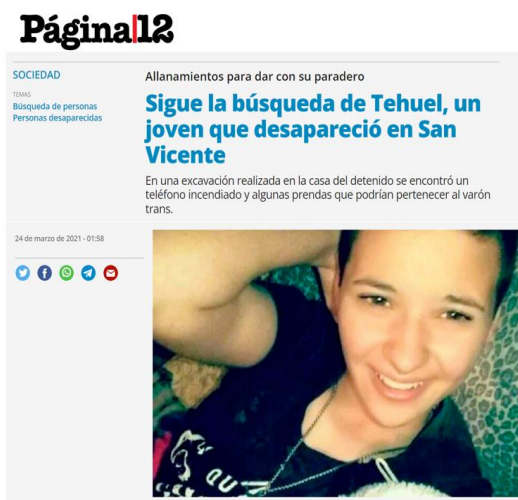 Página|12
SOCIEDAD
TEMAS
Búsqueda de personas
Personas desaparecidas
Allanamientos para dar con su paradero
Sigue la búsqueda de Tehuel, un
joven que desapareció en San
Vicente
En una excavación realizada en la casa del detenido se encontró un
teléfono incendiado y algunas prendas que podrían pertenecer al varón
trans.
24 de marzo de 2021 - 01:58